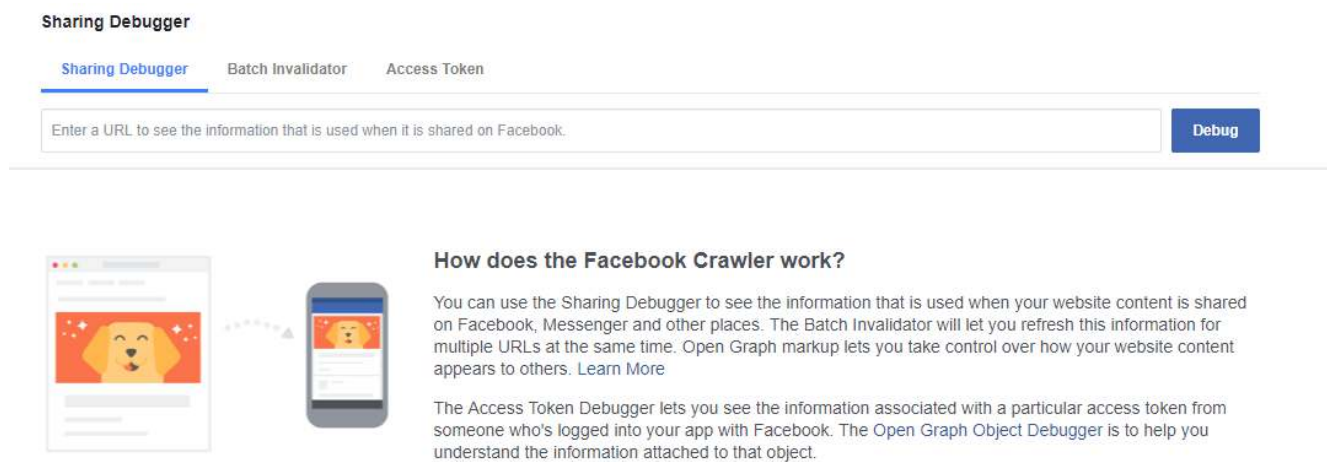 Sharing Debugger
Sharing Debugger Batch Invalidator Access Token
Enter a URL to see the information that is used when it is shared on Facebook.
Debug
How does the Facebook Crawler work?
You can use the Sharing Debugger to see the information that is used when your website content is shared
on Facebook, Messenger and other places. The Batch Invalidator will let you refresh this information for
multiple URLs at the same time. Open Graph markup lets you take control over how your website content
appears to others. Learn More
The Access Token Debugger lets you see the information associated with a particular access token from
someone who's logged into your app with Facebook. The Open Graph Object Debugger is to help you
understand the information attached to that object.